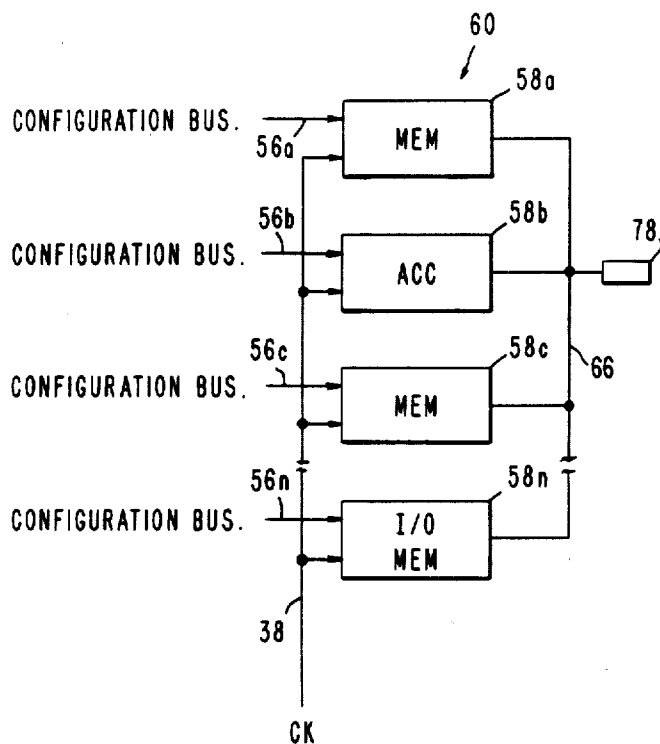 60
58a
CONFIGURATION BUS.
56a
MEM
56b
58b
78
CONFIGURATION BUS.
ACC
56c
58c
66
CONFIGURATION BUS.
MEM
56n
58n
CONFIGURATION BUS.
I/O
MEM
38
CK